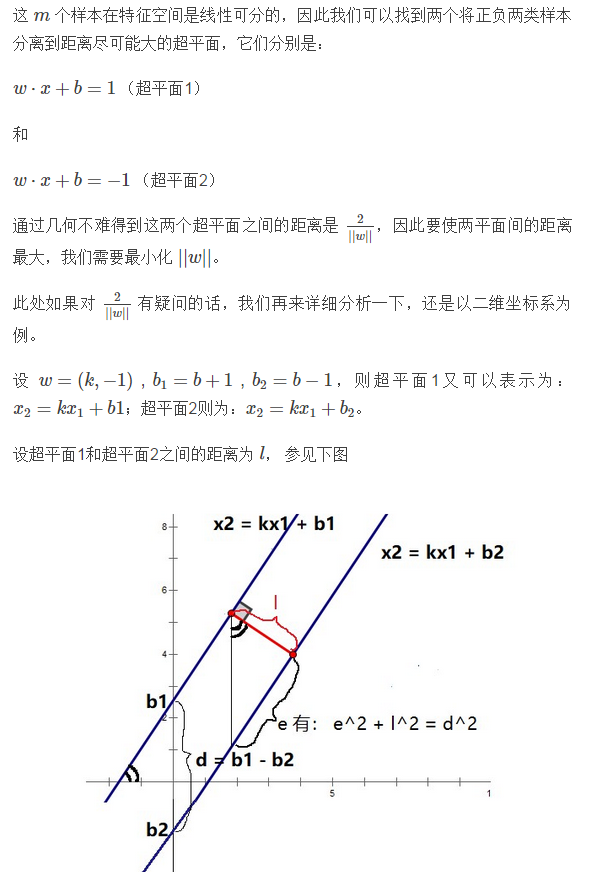 这 m 个样本在特征空间是线性可分的，因此我们可以找到两个将正负两类样本
分离到距离尽可能大的超平面，它们分别是：
w · x + b = 1（超平面1）
和
w · x + b = −1（超平面2）
通过几何不难得到这两个超平面之间的距离是 2/||w||，因此要使两平面间的距离
最大，我们需要最小化 ||w||。
此处如果对 2/||w|| 有疑问的话，我们再来详细分析一下，还是以二维坐标系为
例。
设 w = (k, −1)，b₁ = b + 1，b₂ = b − 1，则超平面1又可以表示为：
x₂ = kx₁ + b1；超平面2则为：x₂ = kx₁ + b₂。
设超平面1和超平面2之间的距离为 l， 参见下图
8
x2 = kx1 + b1
x2 = kx1 + b2
6
l
4
b1
2
e 有： e^2 + l^2 = d^2
d = b1 - b2
5
1
b2